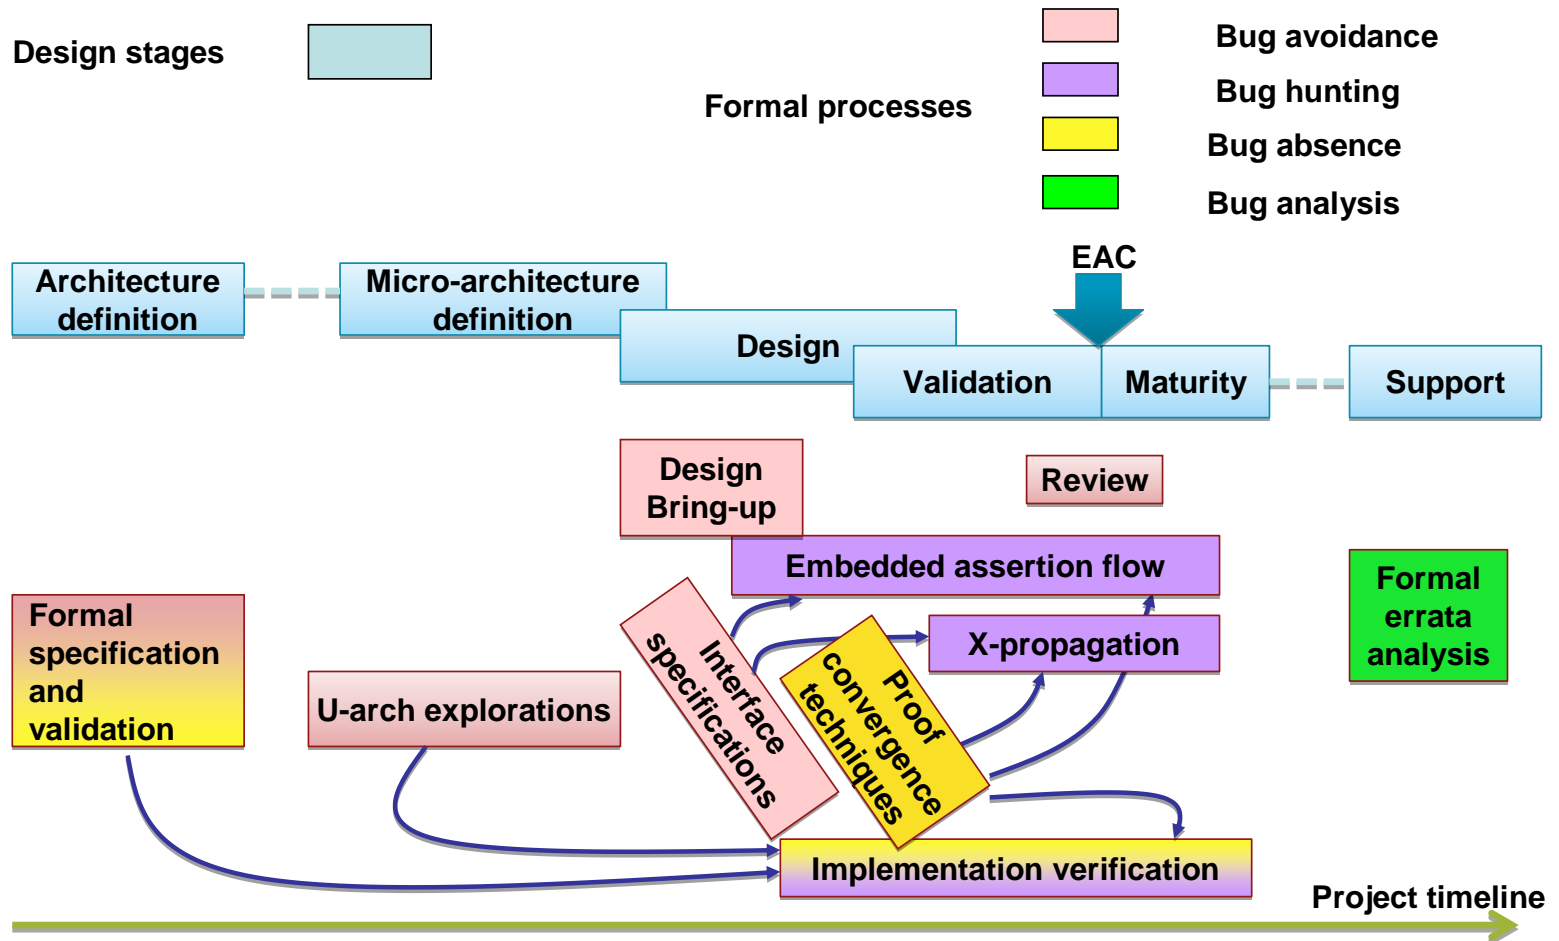 Design stages
Formal processes
Bug avoidance
Bug hunting
Bug absence
Bug analysis
EAC
Architecture
definition
Micro-architecture
definition
Design
Validation
Maturity
Support
Design
Bring-up
Review
Embedded assertion flow
X-propagation
Formal
errata
analysis
Formal
specification
and
validation
U-arch explorations
Interface
specifications
Proof
convergence
techniques
Implementation verification
Project timeline